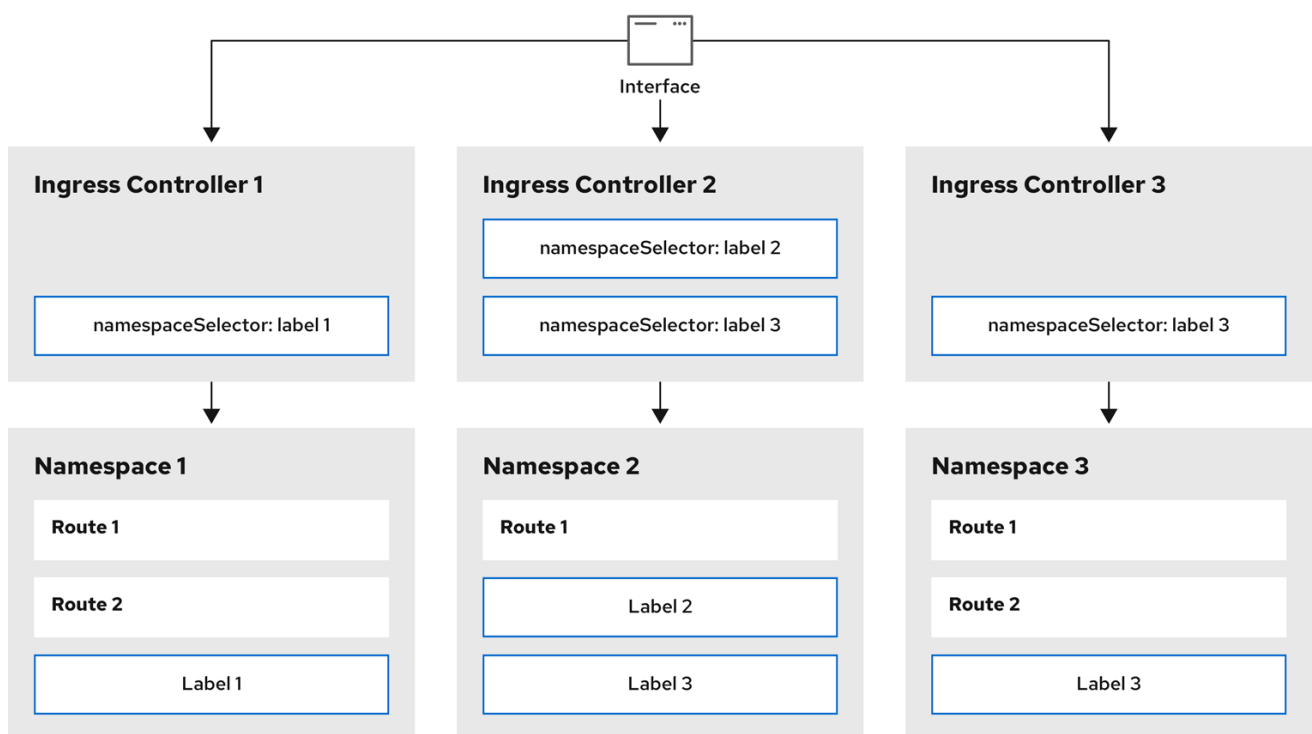 Interface
Ingress Controller 1
namespaceSelector: label 1
Ingress Controller 2
namespaceSelector: label 2
namespaceSelector: label 3
Ingress Controller 3
namespaceSelector: label 3
Namespace 1
Route 1
Route 2
Label 1
Namespace 2
Route 1
Label 2
Label 3
Namespace 3
Route 1
Route 2
Label 3